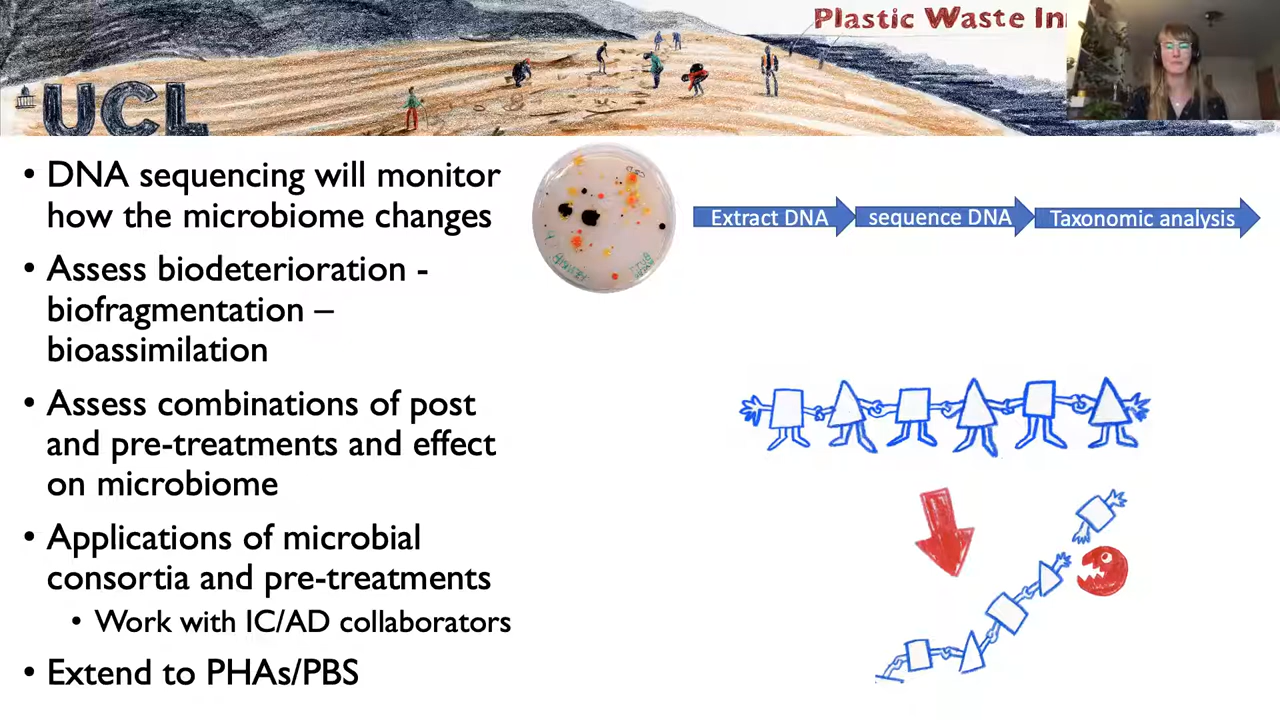 Plastic Waste In
UCL
• DNA sequencing will monitor
how the microbiome changes
• Assess biodeterioration -
biofragmentation –
bioassimilation
• Assess combinations of post
and pre-treatments and effect
on microbiome
• Applications of microbial
consortia and pre-treatments
• Work with IC/AD collaborators
• Extend to PHAs/PBS
Extract DNA
sequence DNA
Taxonomic analysis